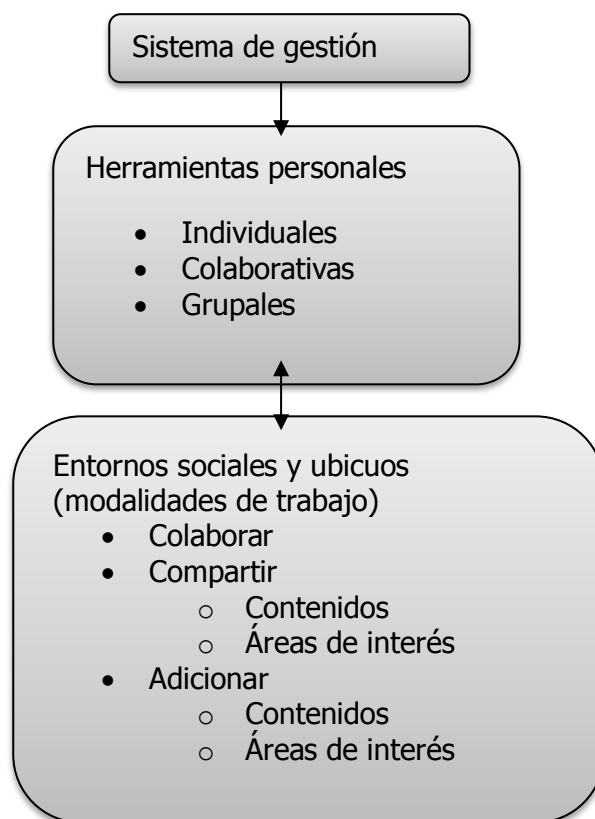 Sistema de gestión
Herramientas personales
• Individuales
• Colaborativas
• Grupales
Entornos sociales y ubicuos
(modalidades de trabajo)
• Colaborar
• Compartir
o Contenidos
o Áreas de interés
• Adicionar
o Contenidos
o Áreas de interés